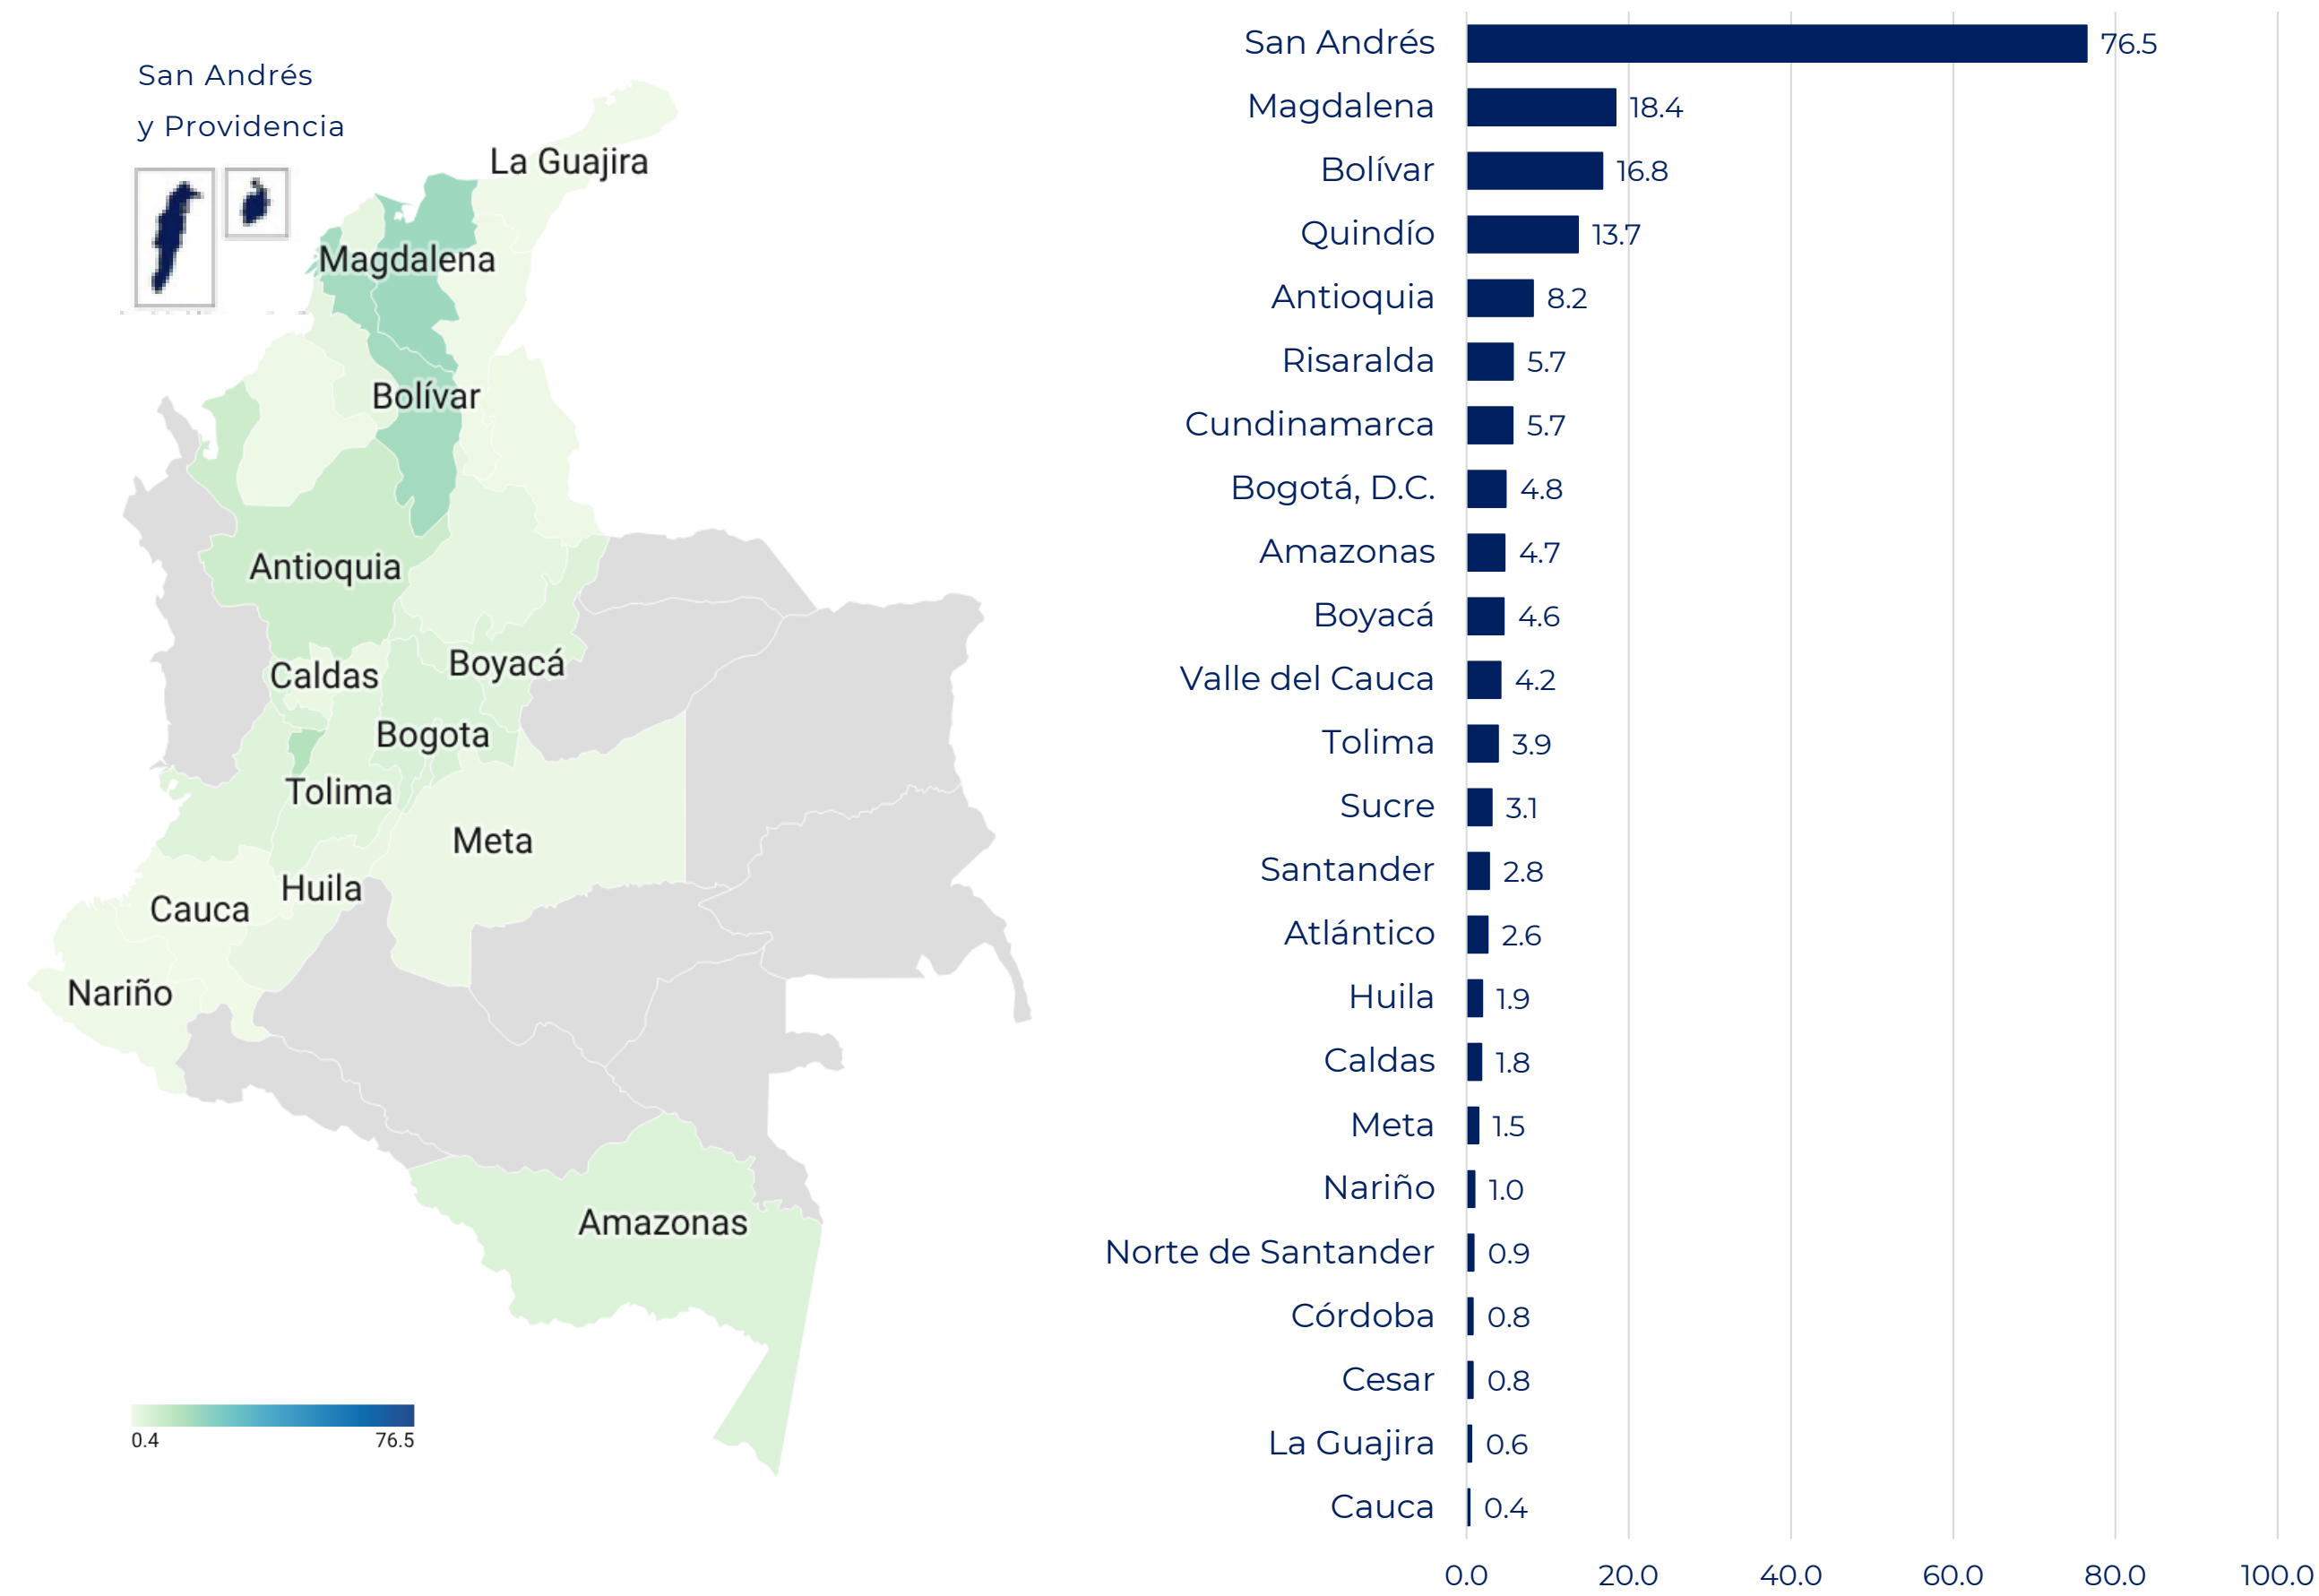 San Andrés
y Providencia
La Guajira
Magdalena
Bolívar
Antioquia
Caldas
Boyacá
Bogota
Tolima
Meta
Huila
Cauca
Nariño
Amazonas
0.4 76.5
San Andrés 76.5
Magdalena 18.4
Bolívar 16.8
Quindío 13.7
Antioquia 8.2
Risaralda 5.7
Cundinamarca 5.7
Bogotá, D.C. 4.8
Amazonas 4.7
Boyacá 4.6
Valle del Cauca 4.2
Tolima 3.9
Sucre 3.1
Santander 2.8
Atlántico 2.6
Huila 1.9
Caldas 1.8
Meta 1.5
Nariño 1.0
Norte de Santander 0.9
Córdoba 0.8
Cesar 0.8
La Guajira 0.6
Cauca 0.4
0.0 20.0 40.0 60.0 80.0 100.0